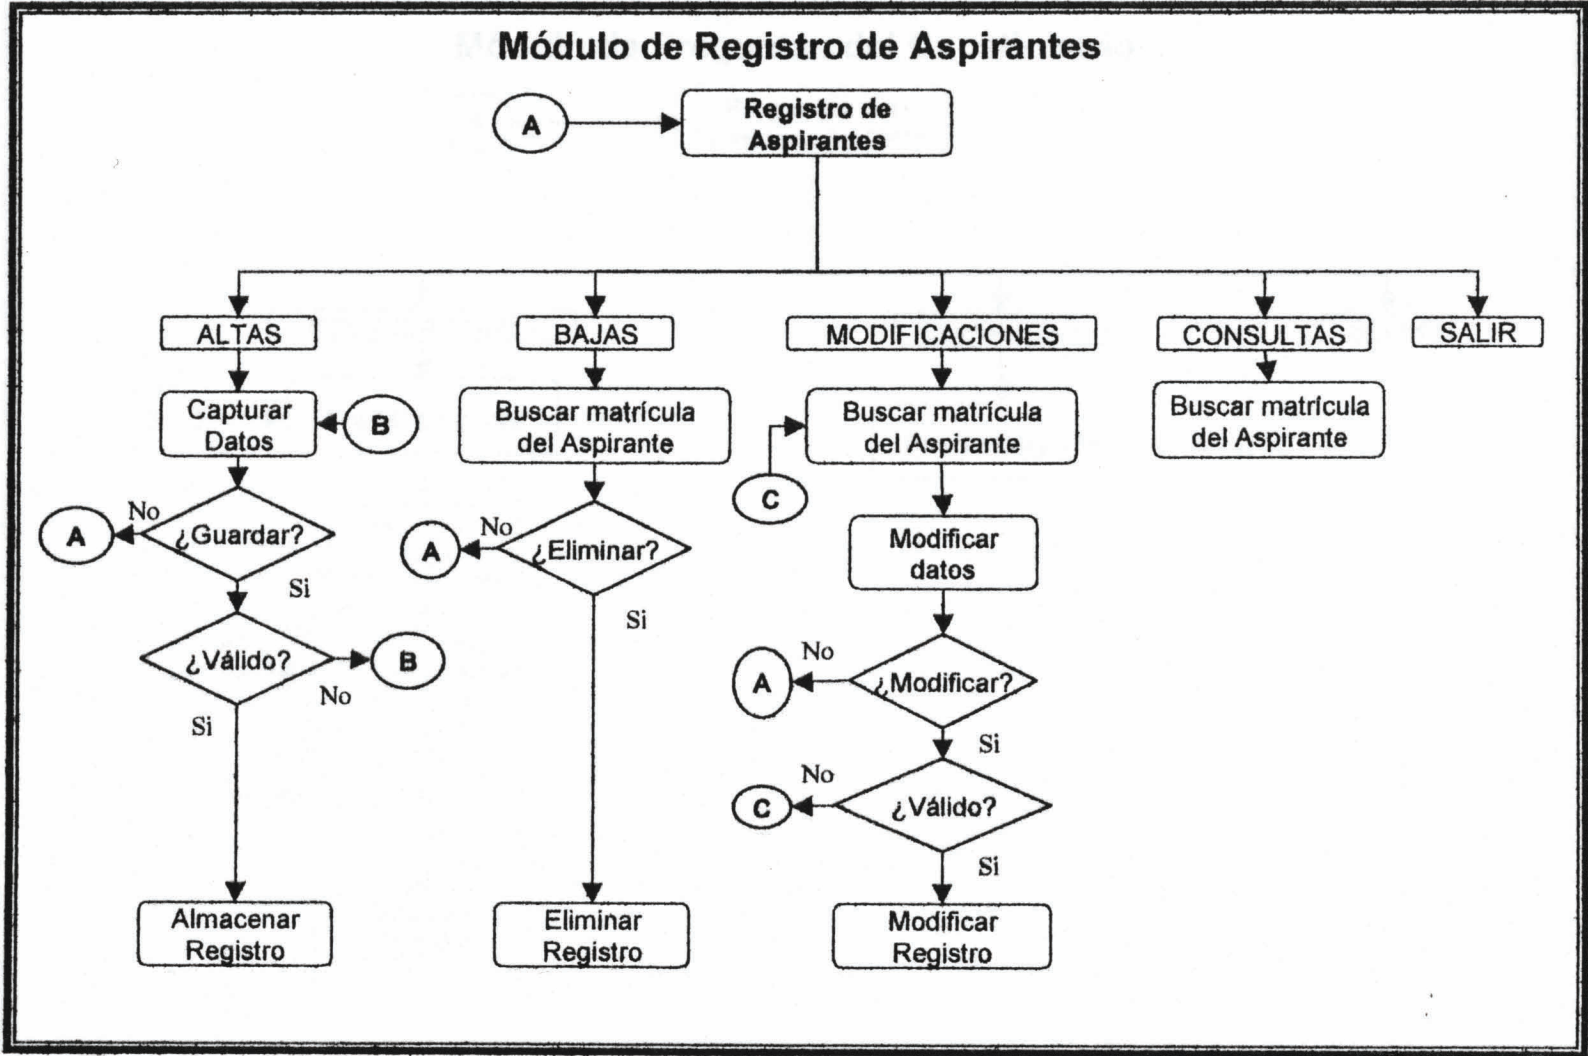 Módulo de Registro de Aspirantes
A
Registro de
Aspirantes
ALTAS
BAJAS
MODIFICACIONES
CONSULTAS
SALIR
Capturar
Datos
B
Buscar matrícula
del Aspirante
Buscar matrícula
del Aspirante
Buscar matrícula
del Aspirante
C
A
No
¿Guardar?
Si
A
No
¿Eliminar?
Si
Modificar
datos
¿Válido?
B
No
Si
A
No
¿Modificar?
Si
C
No
¿Válido?
Si
Almacenar
Registro
Eliminar
Registro
Modificar
Registro